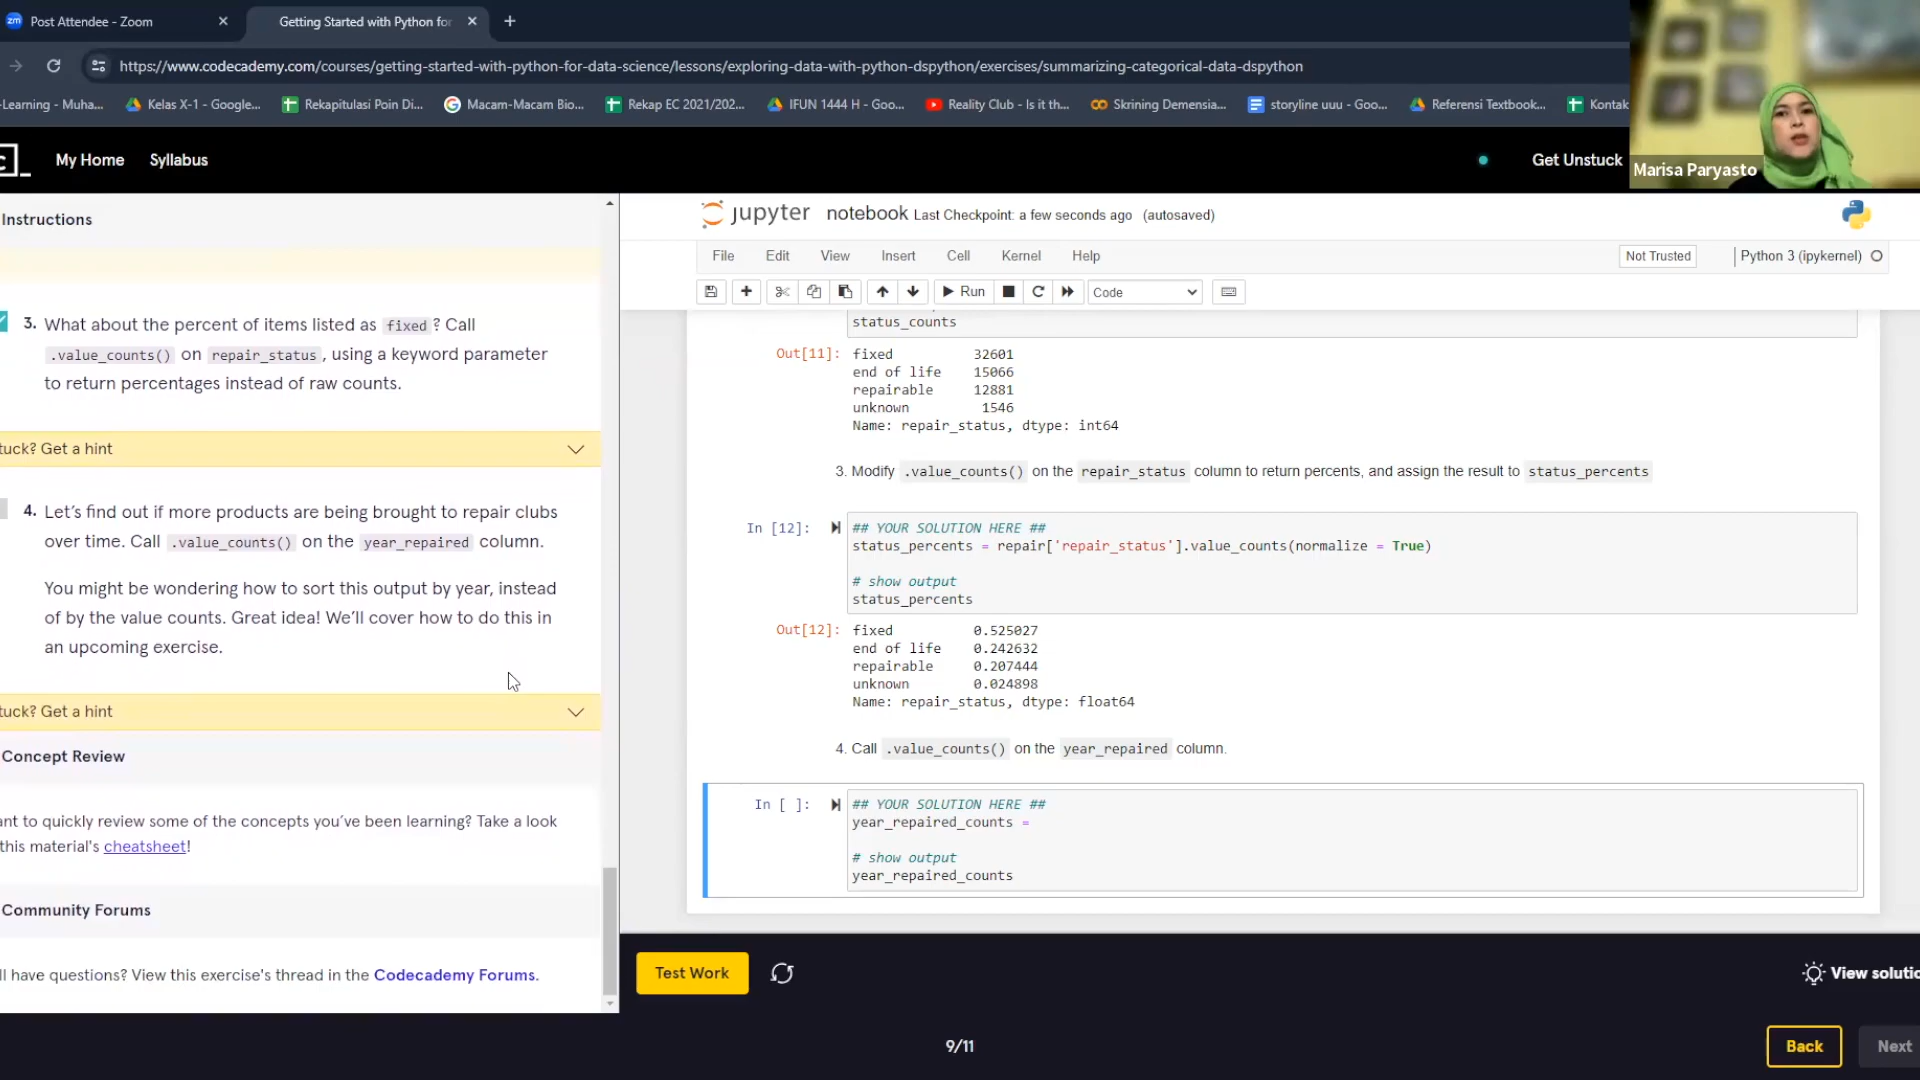 zm Post Attendee - Zoom
Getting Started with Python for
https://www.codecademy.com/courses/getting-started-with-python-for-data-science/lessons/exploring-data-with-python-dspython/exercises/summarizing-categorical-data-dspython
-Learning - Muha...
Kelas X-1 - Google...
Rekapitulasi Poin Di...
Macam-Macam Bio...
Rekap EC 2021/202...
IFUN 1444 H - Goo...
Reality Club - Is it th...
Skrining Demensia...
storyline uuu - Goo...
Referensi Textbook...
Kontak
My Home
Syllabus
Get Unstuck
Marisa Paryasto
Instructions
3. What about the percent of items listed as fixed? Call
.value_counts() on repair_status, using a keyword parameter
to return percentages instead of raw counts.
tuck? Get a hint
4. Let's find out if more products are being brought to repair clubs
over time. Call .value_counts() on the year_repaired column.
You might be wondering how to sort this output by year, instead
of by the value counts. Great idea! We'll cover how to do this in
an upcoming exercise.
tuck? Get a hint
Concept Review
ant to quickly review some of the concepts you've been learning? Take a look
this material's cheatsheet!
Community Forums
ll have questions? View this exercise's thread in the Codecademy Forums.
jupyter notebook Last Checkpoint: a few seconds ago (autosaved)
File Edit View Insert Cell Kernel Help
Not Trusted
Python 3 (ipykernel)
Run
Code
status_counts
Out[11]: fixed 32601
end of life 15066
repairable 12881
unknown 1546
Name: repair_status, dtype: int64
3. Modify .value_counts() on the repair_status column to return percents, and assign the result to status_percents
In [12]: ## YOUR SOLUTION HERE ##
status_percents = repair['repair_status'].value_counts(normalize = True)
# show output
status_percents
Out[12]: fixed 0.525027
end of life 0.242632
repairable 0.207444
unknown 0.024898
Name: repair_status, dtype: float64
4. Call .value_counts() on the year_repaired column.
In [ ]: ## YOUR SOLUTION HERE ##
year_repaired_counts =
# show output
year_repaired_counts
Test Work
View solutio
9/11
Back
Next